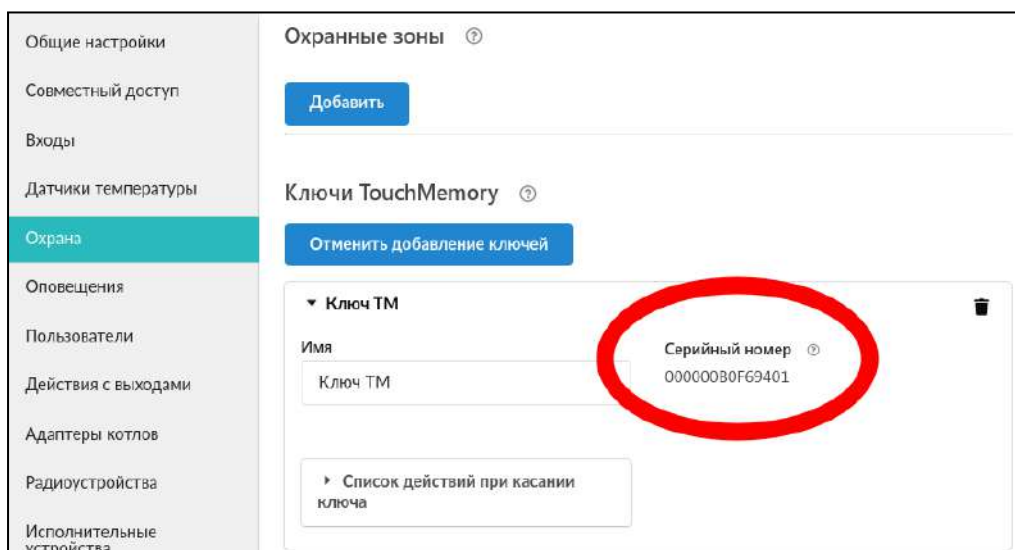 Общие настройки
Совместный доступ
Входы
Датчики температуры
Охрана
Оповещения
Пользователи
Действия с выходами
Адаптеры котлов
Радиоустройства
Исполнительные
устройства
Охранные зоны
Добавить
Ключи TouchMemory
Отменить добавление ключей
Ключ ТМ
Имя
Ключ ТМ
Серийный номер
000000B0F69401
Список действий при касании
ключа